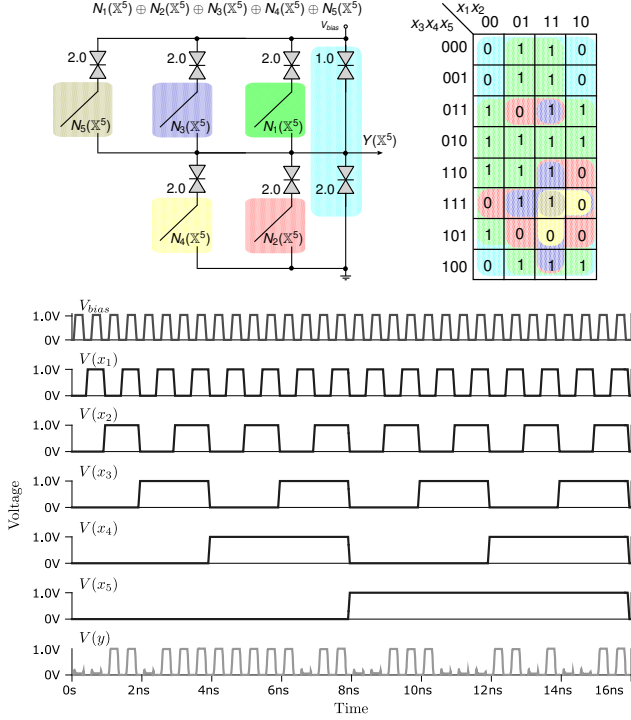 N₁(𝕏⁵) ⊕ N₂(𝕏⁵) ⊕ N₃(𝕏⁵) ⊕ N₄(𝕏⁵) ⊕ N₅(𝕏⁵)
V_bias
2.0 2.0 2.0 1.0
N₅(𝕏⁵) N₃(𝕏⁵) N₁(𝕏⁵)
Y(𝕏⁵)
2.0 2.0 2.0
N₄(𝕏⁵) N₂(𝕏⁵)
x₁x₂
x₃x₄x₅ 00 01 11 10
000 0 1 1 0
001 0 1 1 0
011 1 0 1 1
010 1 1 1 1
110 1 1 1 0
111 0 1 1 0
101 1 0 0 0
100 0 1 1 1
V_bias
1.0V
0V
V(x₁)
1.0V
0V
V(x₂)
1.0V
0V
V(x₃)
1.0V
0V
V(x₄)
1.0V
0V
V(x₅)
1.0V
0V
V(y)
1.0V
0V
Voltage
0s 2ns 4ns 6ns 8ns 10ns 12ns 14ns 16ns
Time